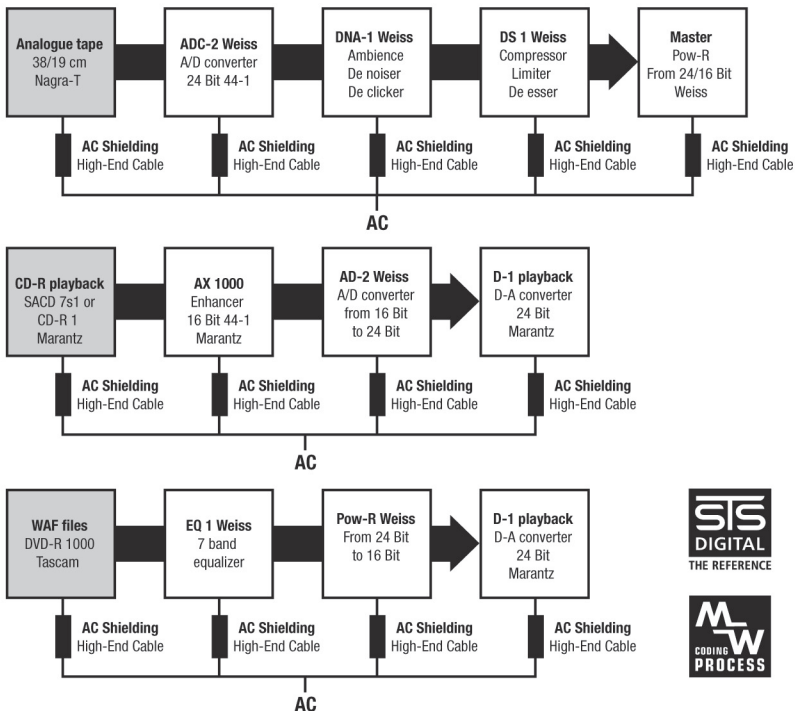 Analogue tape
38/19 cm
Nagra-T
ADC-2 Weiss
A/D converter
24 Bit 44-1
DNA-1 Weiss
Ambience
De noiser
De clicker
DS 1 Weiss
Compressor
Limiter
De esser
Master
Pow-R
From 24/16 Bit
Weiss
AC Shielding
High-End Cable
AC Shielding
High-End Cable
AC Shielding
High-End Cable
AC Shielding
High-End Cable
AC Shielding
High-End Cable
AC
CD-R playback
SACD 7s1 or
CD-R 1
Marantz
AX 1000
Enhancer
16 Bit 44-1
Marantz
AD-2 Weiss
A/D converter
from 16 Bit
to 24 Bit
D-1 playback
D-A converter
24 Bit
Marantz
AC Shielding
High-End Cable
AC Shielding
High-End Cable
AC Shielding
High-End Cable
AC Shielding
High-End Cable
AC
WAF files
DVD-R 1000
Tascam
EQ 1 Weiss
7 band
equalizer
Pow-R Weiss
From 24 Bit
to 16 Bit
D-1 playback
D-A converter
24 Bit
Marantz
AC Shielding
High-End Cable
AC Shielding
High-End Cable
AC Shielding
High-End Cable
AC Shielding
High-End Cable
AC
STS
DIGITAL
THE REFERENCE
MW
CODING
PROCESS